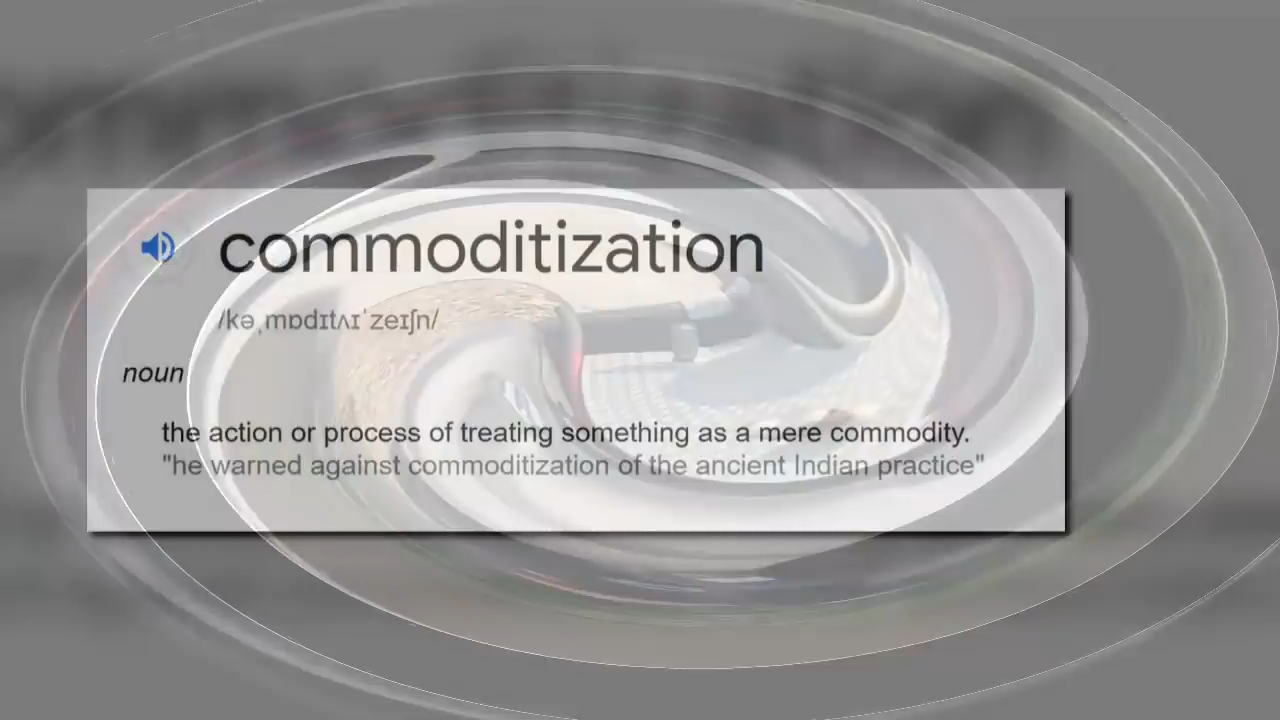 commoditization
/kəˌmɒdɪtʌɪˈzeɪʃn/
noun
the action or process of treating something as a mere commodity.
"he warned against commoditization of the ancient Indian practice"